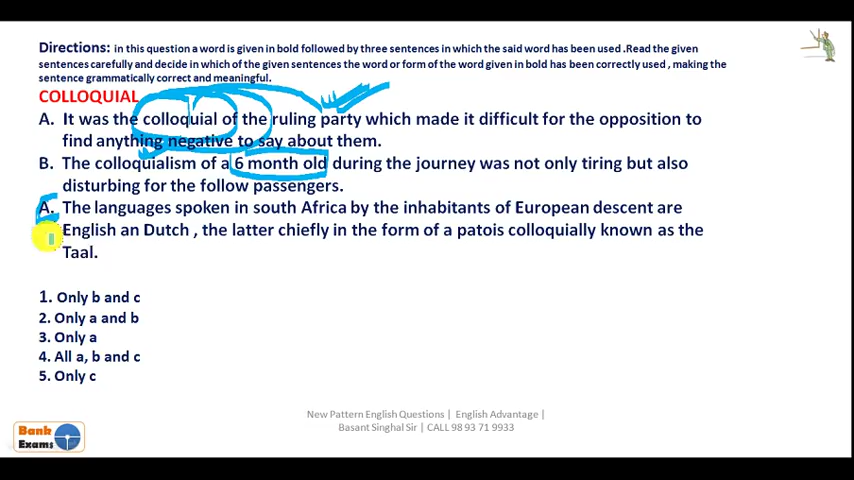 Directions: in this question a word is given in bold followed by three sentences in which the said word has been used .Read the given
sentences carefully and decide in which of the given sentences the word or form of the word given in bold has been correctly used , making the
sentence grammatically correct and meaningful.
COLLOQUIAL
A. It was the colloquial of the ruling party which made it difficult for the opposition to
find anything negative to say about them.
B. The colloquialism of a 6 month old during the journey was not only tiring but also
disturbing for the follow passengers.
A. The languages spoken in south Africa by the inhabitants of European descent are
English an Dutch , the latter chiefly in the form of a patois colloquially known as the
Taal.
1. Only b and c
2. Only a and b
3. Only a
4. All a, b and c
5. Only c
New Pattern English Questions | English Advantage |
Basant Singhal Sir | CALL 98 93 71 9933
Bank
Exams